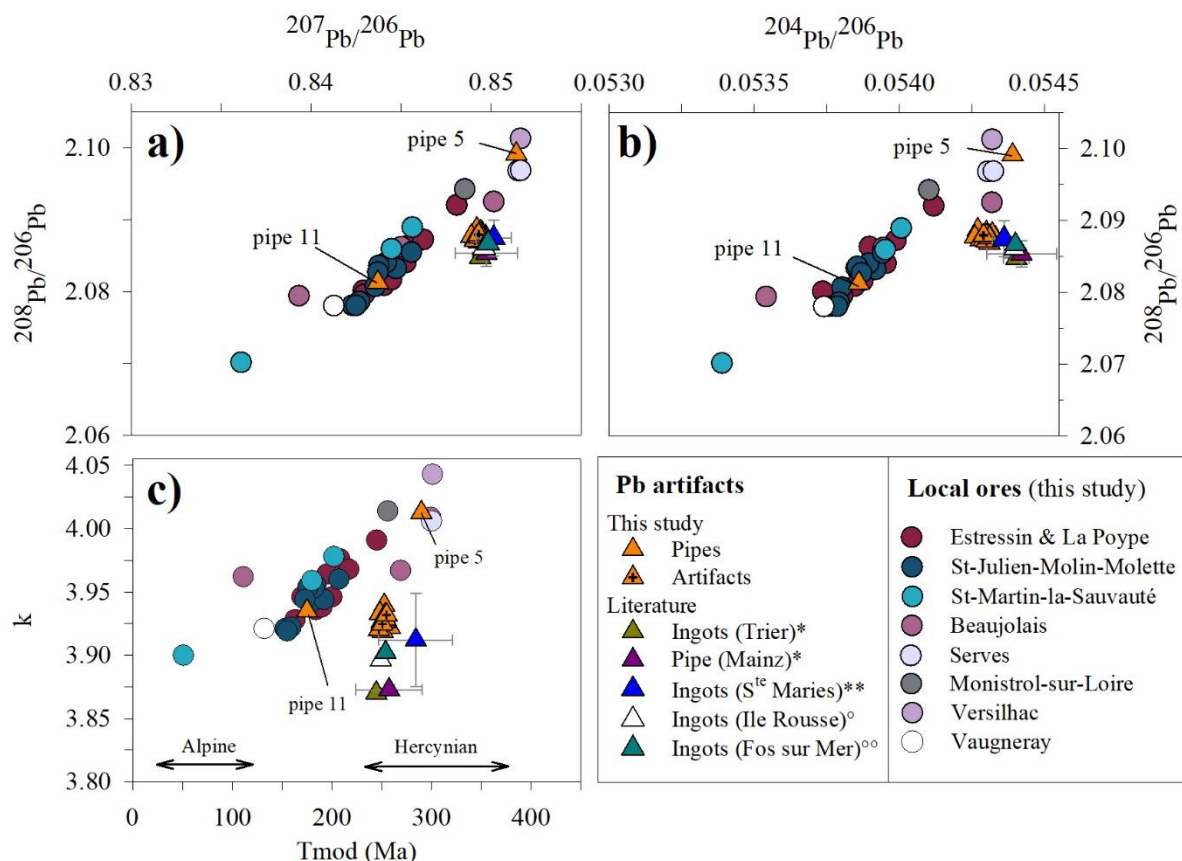 207Pb/206Pb
204Pb/206Pb
0.83 0.84 0.85
0.0530 0.0535 0.0540 0.0545
a)
b)
pipe 5
pipe 5
pipe 11
pipe 11
208Pb/206Pb
2.10
2.09
2.08
2.07
2.06
2.10
2.09
2.08
2.07
2.06
208Pb/206Pb
c)
k
4.05
4.00
3.95
3.90
3.85
3.80
pipe 5
pipe 11
Alpine
Hercynian
0 100 200 300 400
Tmod (Ma)
Pb artifacts
This study
Pipes
Artifacts
Literature
Ingots (Trier)*
Pipe (Mainz)*
Ingots (Ste Maries)**
Ingots (Ile Rousse)°
Ingots (Fos sur Mer)°°
Local ores (this study)
Estressin & La Poype
St-Julien-Molin-Molette
St-Martin-la-Sauvauté
Beaujolais
Serves
Monistrol-sur-Loire
Versilhac
Vaugneray